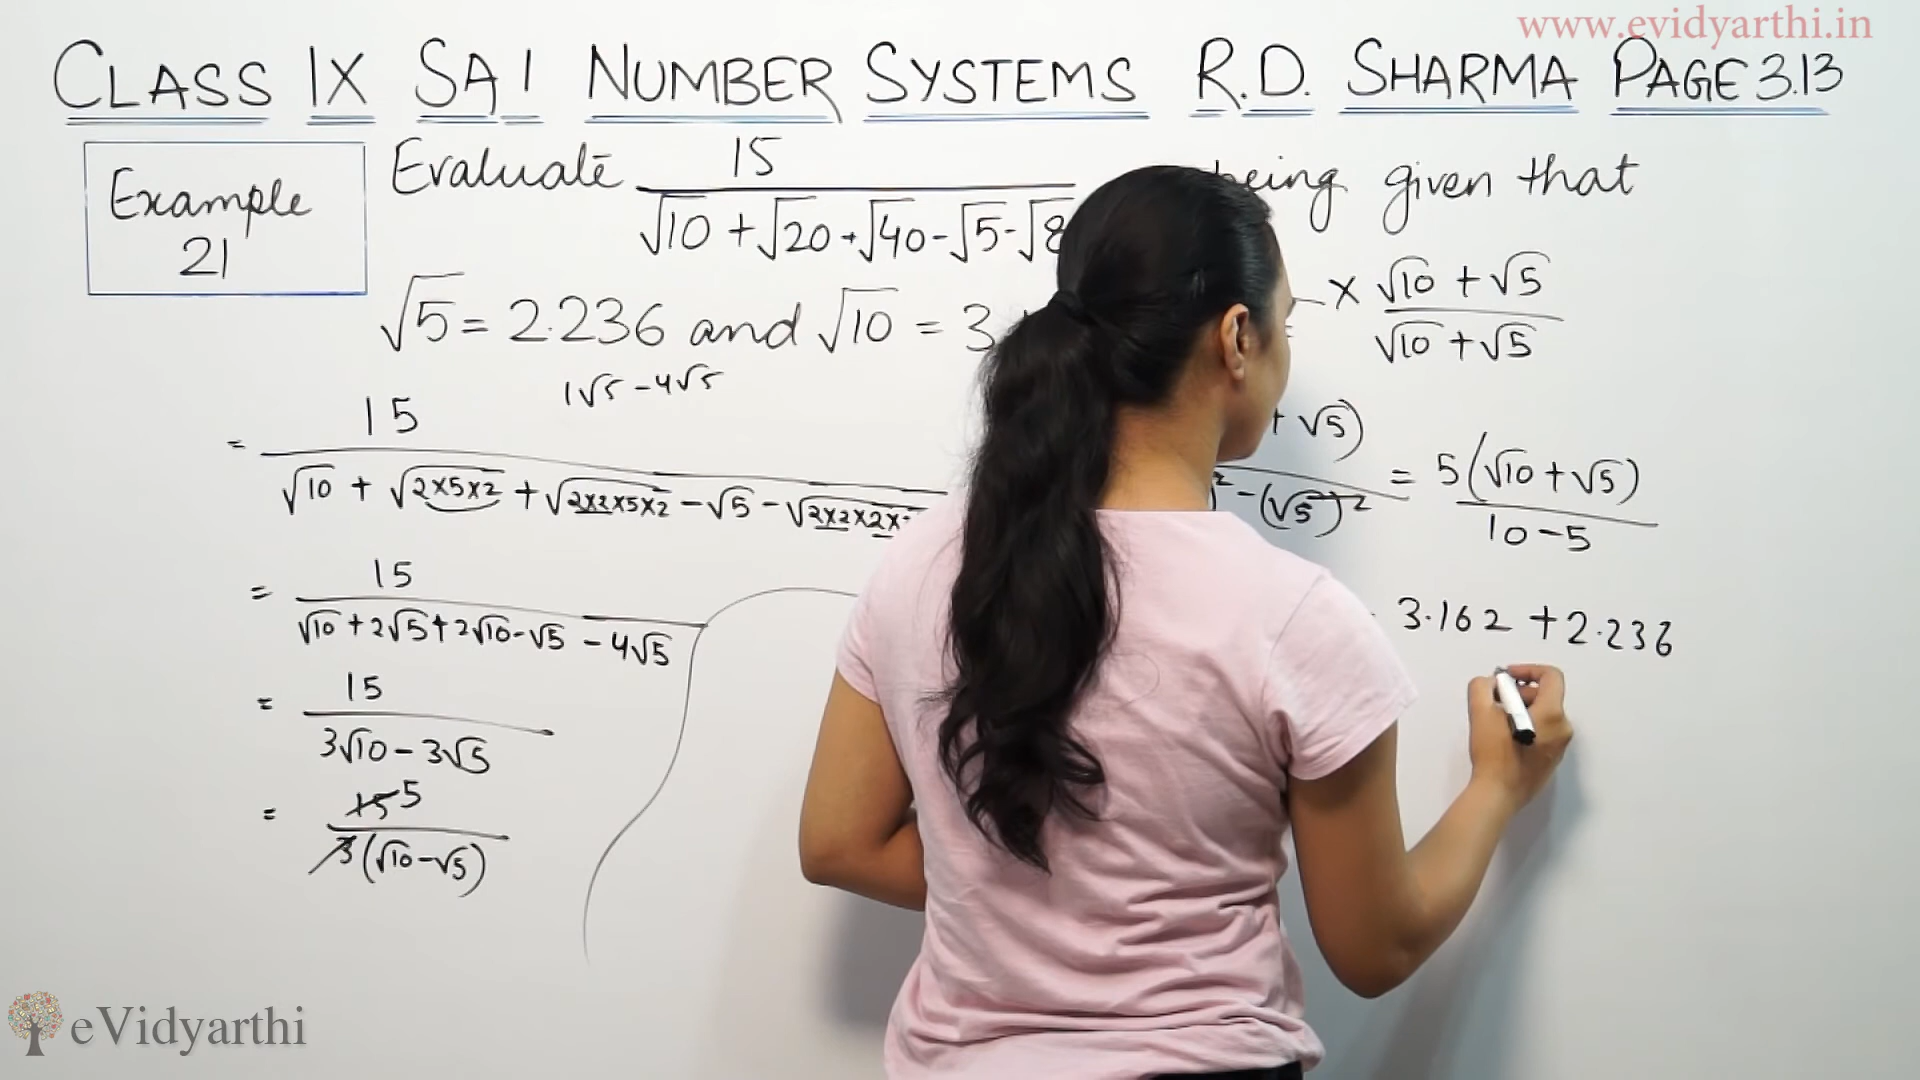 www.evidyarthi.in
CLASS IX SA 1 NUMBER SYSTEMS R.D. SHARMA PAGE 3.13
Example
21
Evaluate 15 being given that
√10 + √20 + √40 - √5 - √8
√5 = 2.236 and √10 = 3.
1√5 - 4√5
= 15
√10 + √2×5×2 + √2×2×5×2 - √5 - √2×2×2×
= 15
√10 + 2√5 + 2√10 - √5 - 4√5
= 15
3√10 - 3√5
= 15 5
3(√10 - √5)
× √10 + √5
√10 + √5
+ √5)
² - (√5)²
= 5(√10 + √5)
10 - 5
3.162 + 2.236
eVidyarthi